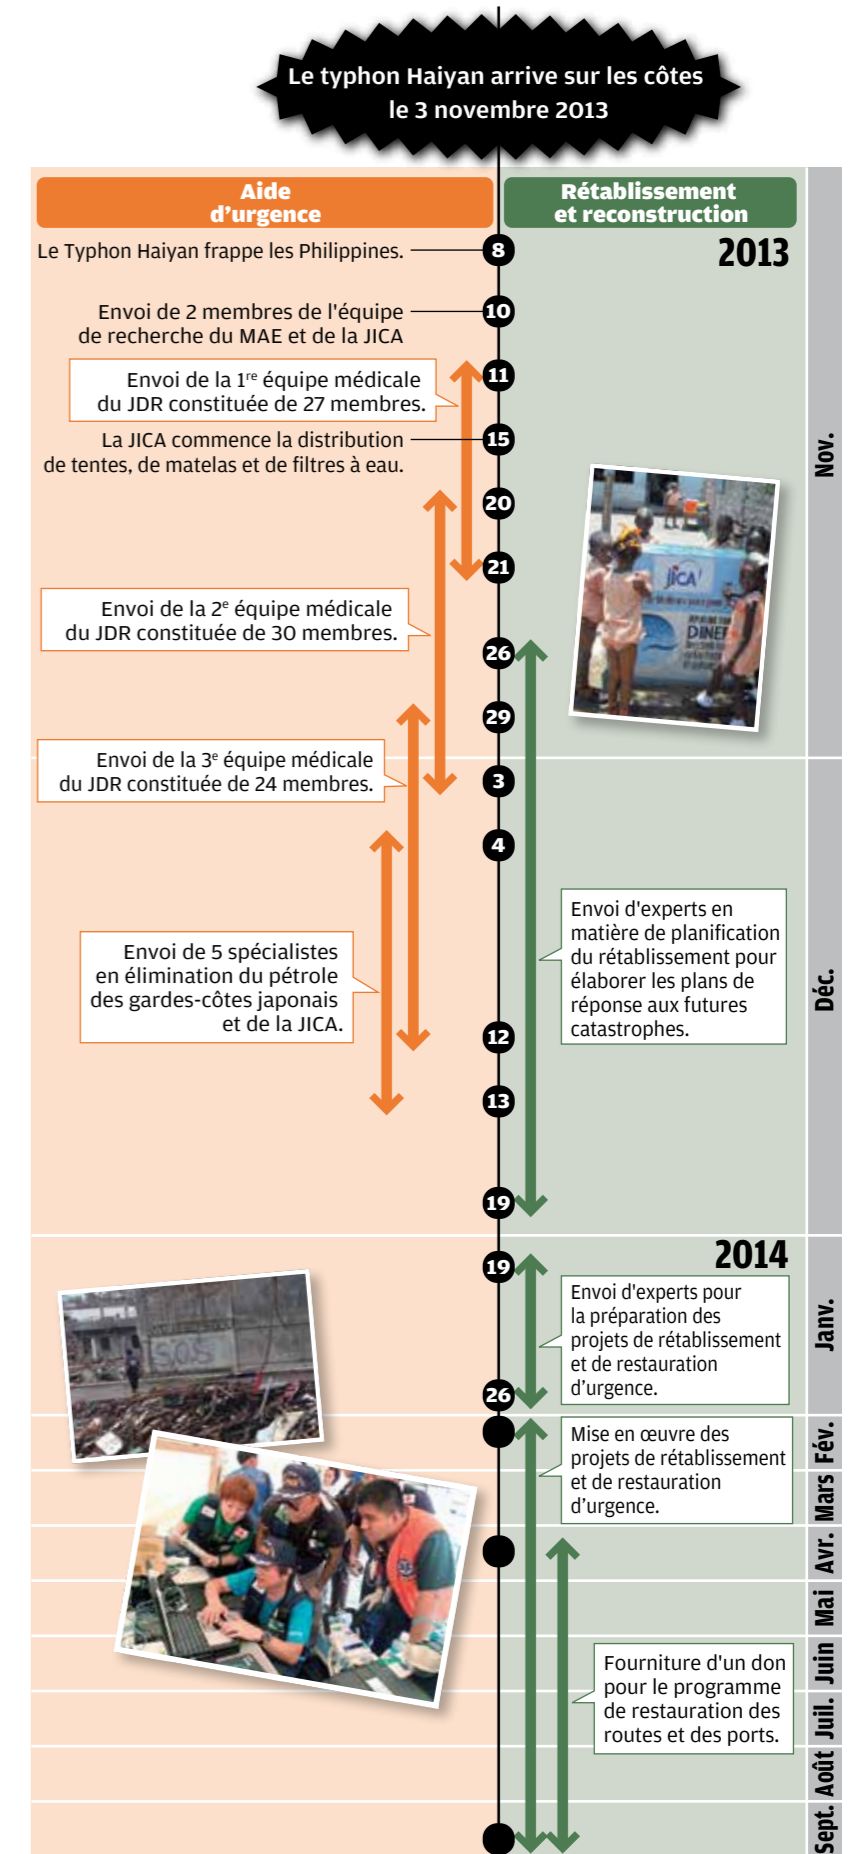 Le typhon Haiyan arrive sur les côtes
le 3 novembre 2013
Aide
d'urgence
Rétablissement
et reconstruction
2013
Le Typhon Haiyan frappe les Philippines.
8
Envoi de 2 membres de l'équipe
de recherche du MAE et de la JICA
10
Envoi de la 1re équipe médicale
du JDR constituée de 27 membres.
11
La JICA commence la distribution
de tentes, de matelas et de filtres à eau.
15
20
21
Nov.
JICA
DINE
Envoi de la 2e équipe médicale
du JDR constituée de 30 membres.
26
29
Envoi de la 3e équipe médicale
du JDR constituée de 24 membres.
3
4
Envoi de 5 spécialistes
en élimination du pétrole
des gardes-côtes japonais
et de la JICA.
Envoi d'experts en
matière de planification
du rétablissement pour
élaborer les plans de
réponse aux futures
catastrophes.
Déc.
12
13
19
2014
19
Envoi d'experts pour
la préparation des
projets de rétablissement
et de restauration
d'urgence.
26
Janv.
SOS
Mise en œuvre des
projets de rétablissement
et de restauration
d'urgence.
Fév.
Mars
Avr.
Mai
Fourniture d'un don
pour le programme
de restauration des
routes et des ports.
Juin
Juil.
Août
Sept.